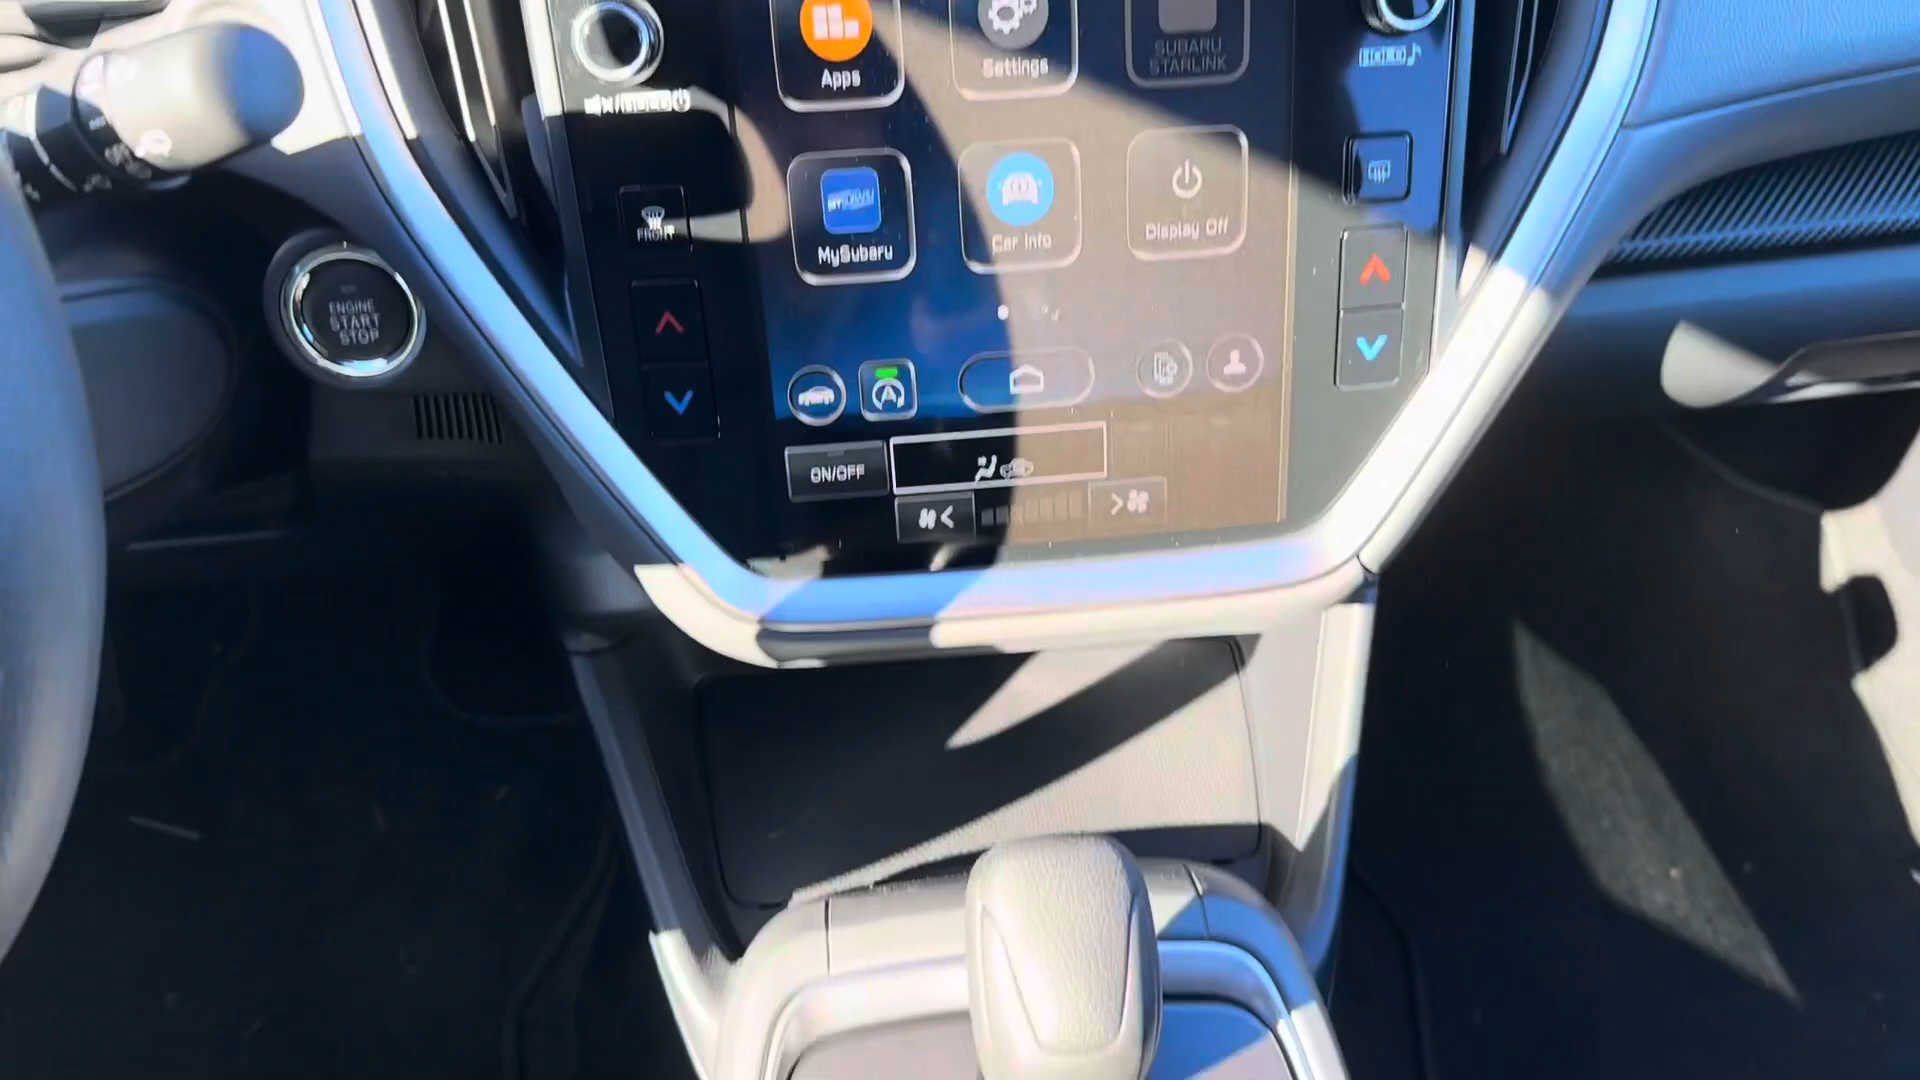 Apps
Settings
SUBARU
STARLINK
FRONT
MySubaru
Car Info
Display Off
ENGINE
START
STOP
A
ON/OFF